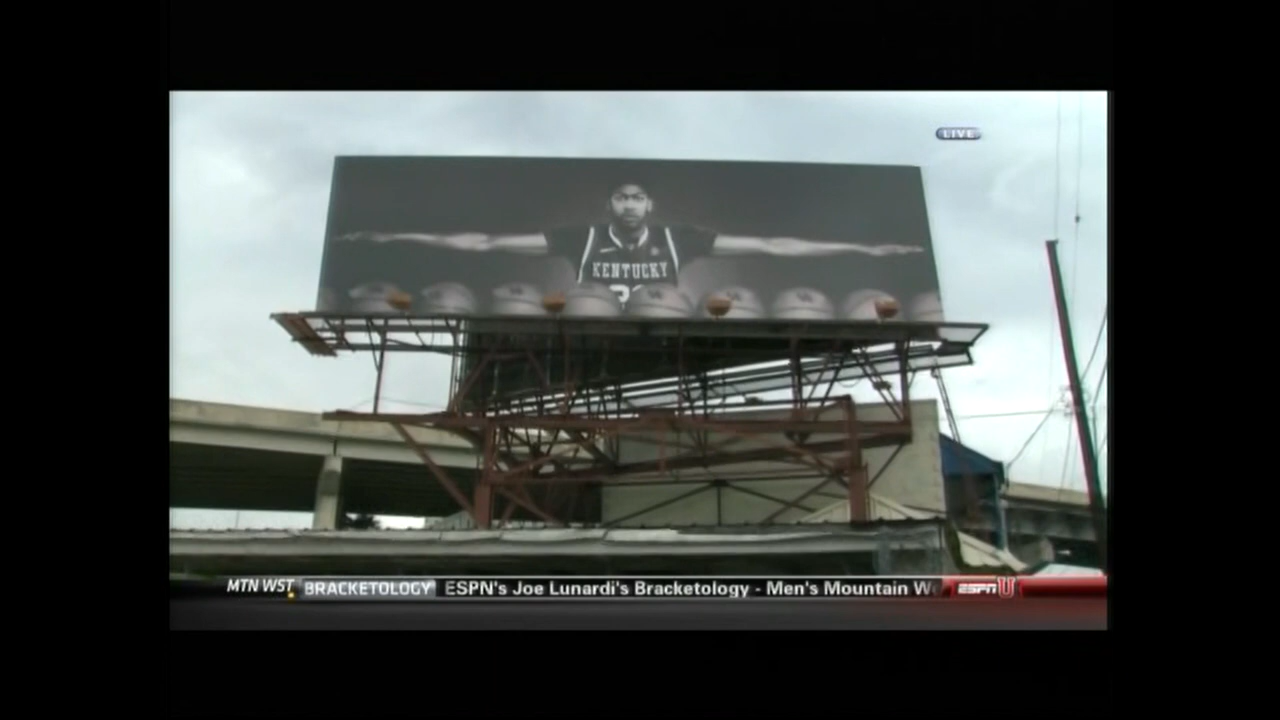 LIVE
KENTUCKY
MTN WST BRACKETOLOGY ESPN's Joe Lunardi's Bracketology - Men's Mountain ESPNU